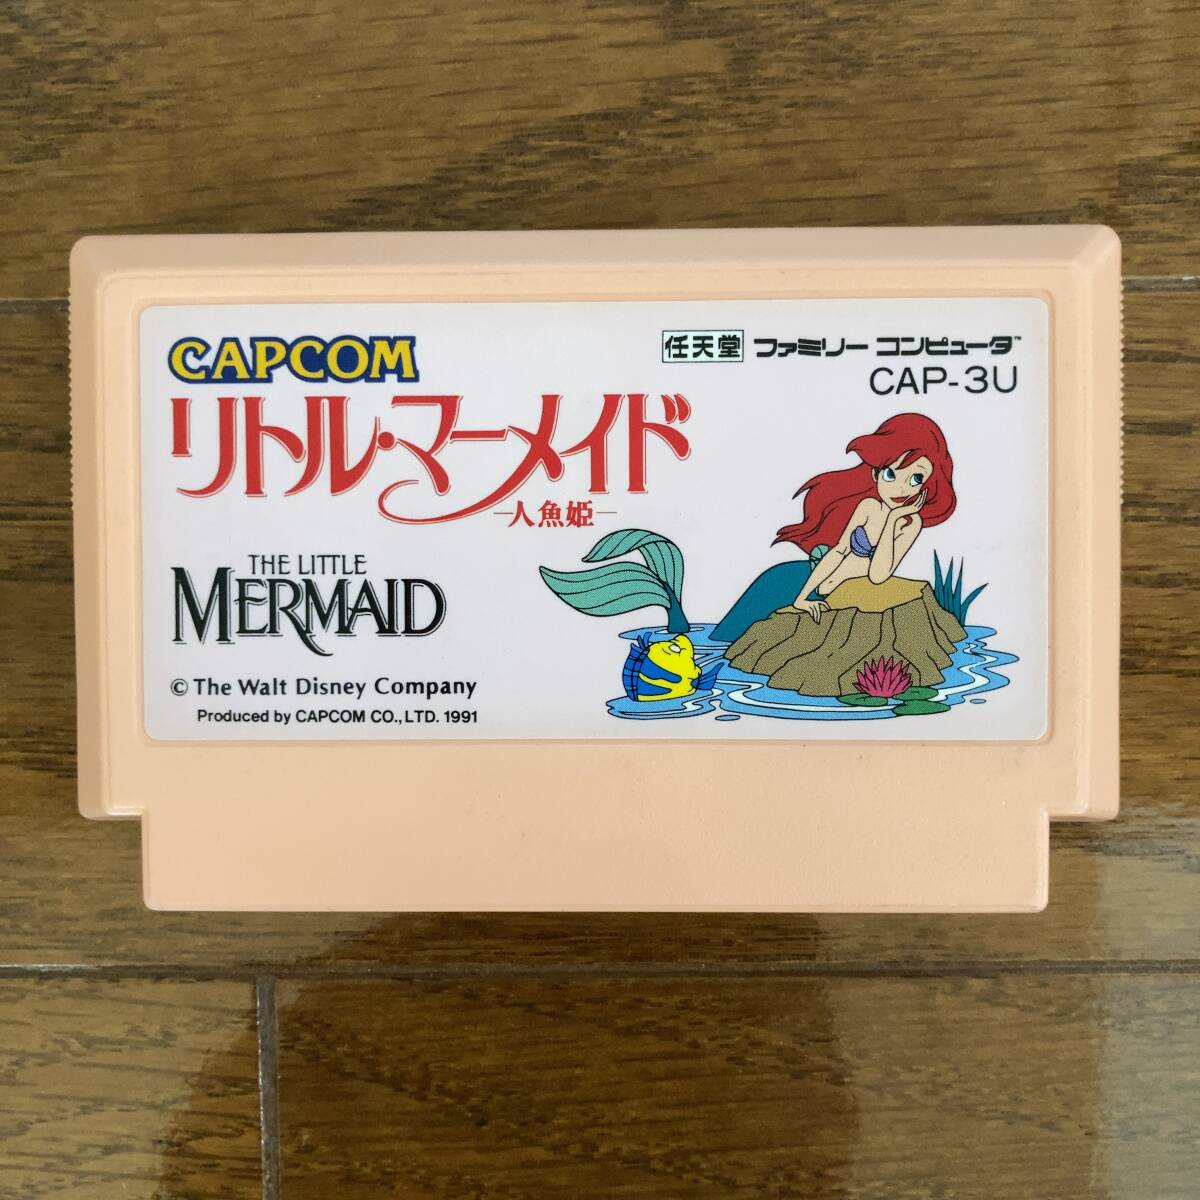 CAPCOM
任天堂 ファミリー コンピュータ™
CAP-3U
リトル・マーメイド
—人魚姫—
THE LITTLE
MERMAID
© The Walt Disney Company
Produced by CAPCOM CO., LTD. 1991